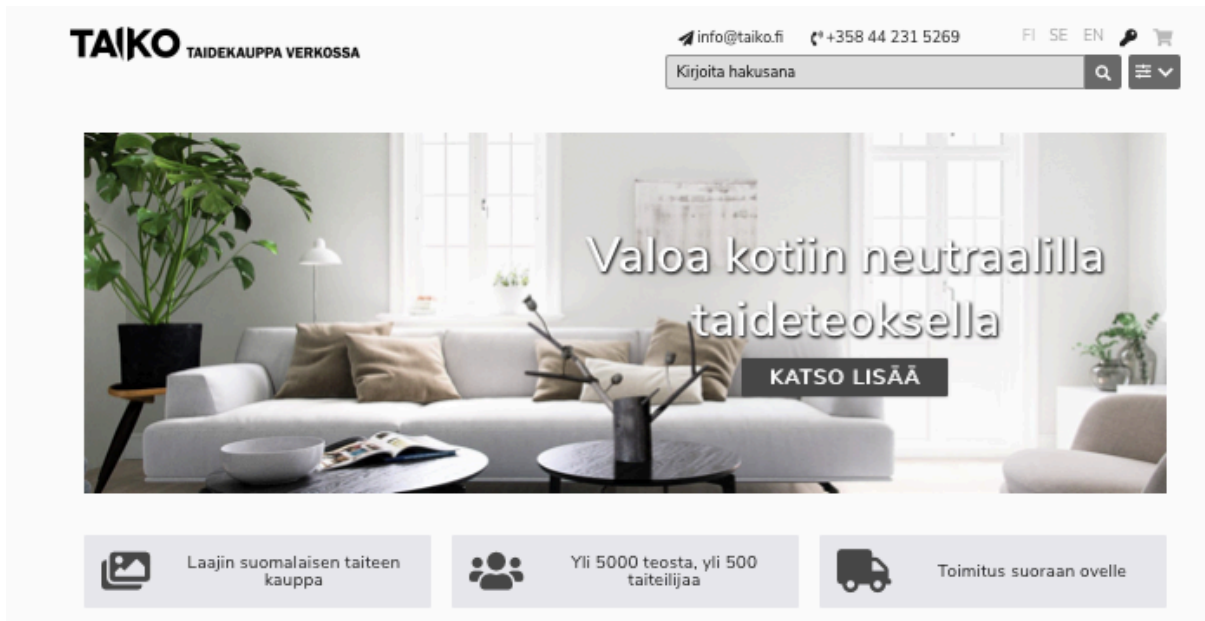 TAIKO TAIDEKAUPPA VERKOSSA
info@taiko.fi +358 44 231 5269 FI SE EN
Kirjoita hakusana
Valoa kotiin neutraalilla
taideteoksella
KATSO LISÄÄ
Laajin suomalaisen taiteen
kauppa
Yli 5000 teosta, yli 500
taiteilijaa
Toimitus suoraan ovelle